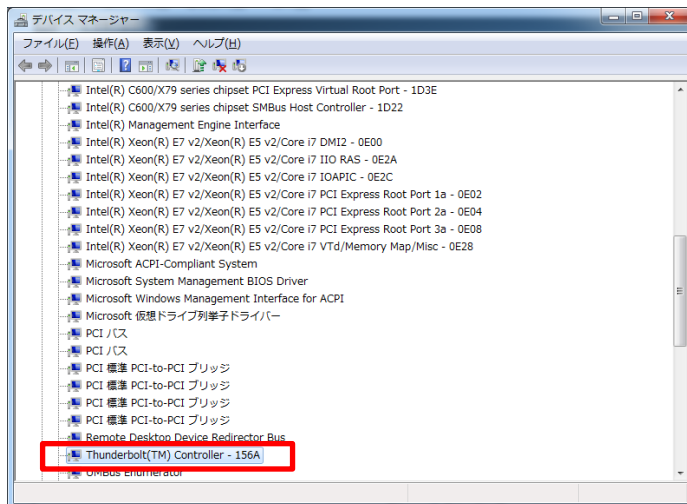 デバイス マネージャー
ファイル(F) 操作(A) 表示(V) ヘルプ(H)
Intel(R) C600/X79 series chipset PCI Express Virtual Root Port - 1D3E
Intel(R) C600/X79 series chipset SMBus Host Controller - 1D22
Intel(R) Management Engine Interface
Intel(R) Xeon(R) E7 v2/Xeon(R) E5 v2/Core i7 DMI2 - 0E00
Intel(R) Xeon(R) E7 v2/Xeon(R) E5 v2/Core i7 IIO RAS - 0E2A
Intel(R) Xeon(R) E7 v2/Xeon(R) E5 v2/Core i7 IOAPIC - 0E2C
Intel(R) Xeon(R) E7 v2/Xeon(R) E5 v2/Core i7 PCI Express Root Port 1a - 0E02
Intel(R) Xeon(R) E7 v2/Xeon(R) E5 v2/Core i7 PCI Express Root Port 2a - 0E04
Intel(R) Xeon(R) E7 v2/Xeon(R) E5 v2/Core i7 PCI Express Root Port 3a - 0E08
Intel(R) Xeon(R) E7 v2/Xeon(R) E5 v2/Core i7 VTd/Memory Map/Misc - 0E28
Microsoft ACPI-Compliant System
Microsoft System Management BIOS Driver
Microsoft Windows Management Interface for ACPI
Microsoft 仮想ドライブ列挙子ドライバー
PCI バス
PCI バス
PCI 標準 PCI-to-PCI ブリッジ
PCI 標準 PCI-to-PCI ブリッジ
PCI 標準 PCI-to-PCI ブリッジ
PCI 標準 PCI-to-PCI ブリッジ
Remote Desktop Device Redirector Bus
Thunderbolt(TM) Controller - 156A
UMBus Enumerator